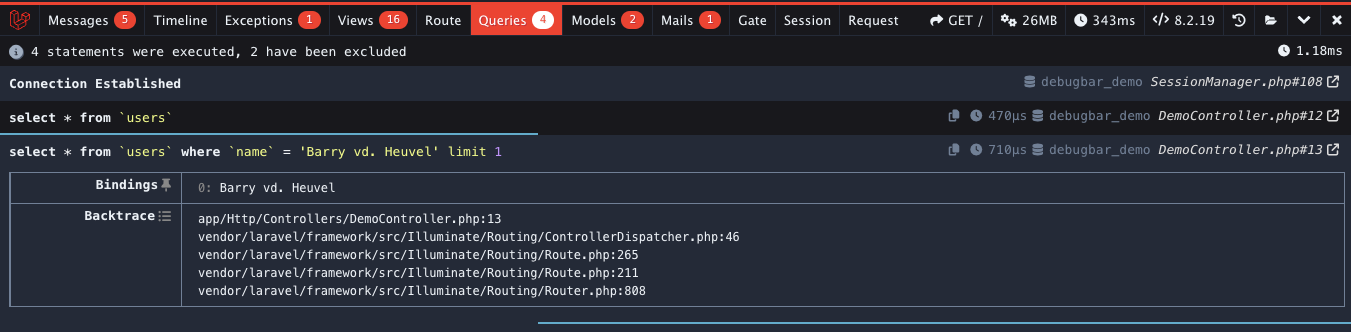 Messages 5 Timeline Exceptions 1 Views 16 Route Queries 4 Models 2 Mails 1 Gate Session Request GET / 26MB 343ms 8.2.19
4 statements were executed, 2 have been excluded 1.18ms
Connection Established debugbar_demo SessionManager.php#108
select * from `users` 470μs debugbar_demo DemoController.php#12
select * from `users` where `name` = 'Barry vd. Heuvel' limit 1 710μs debugbar_demo DemoController.php#13
Bindings 0: Barry vd. Heuvel
Backtrace app/Http/Controllers/DemoController.php:13
vendor/laravel/framework/src/Illuminate/Routing/ControllerDispatcher.php:46
vendor/laravel/framework/src/Illuminate/Routing/Route.php:265
vendor/laravel/framework/src/Illuminate/Routing/Route.php:211
vendor/laravel/framework/src/Illuminate/Routing/Router.php:808